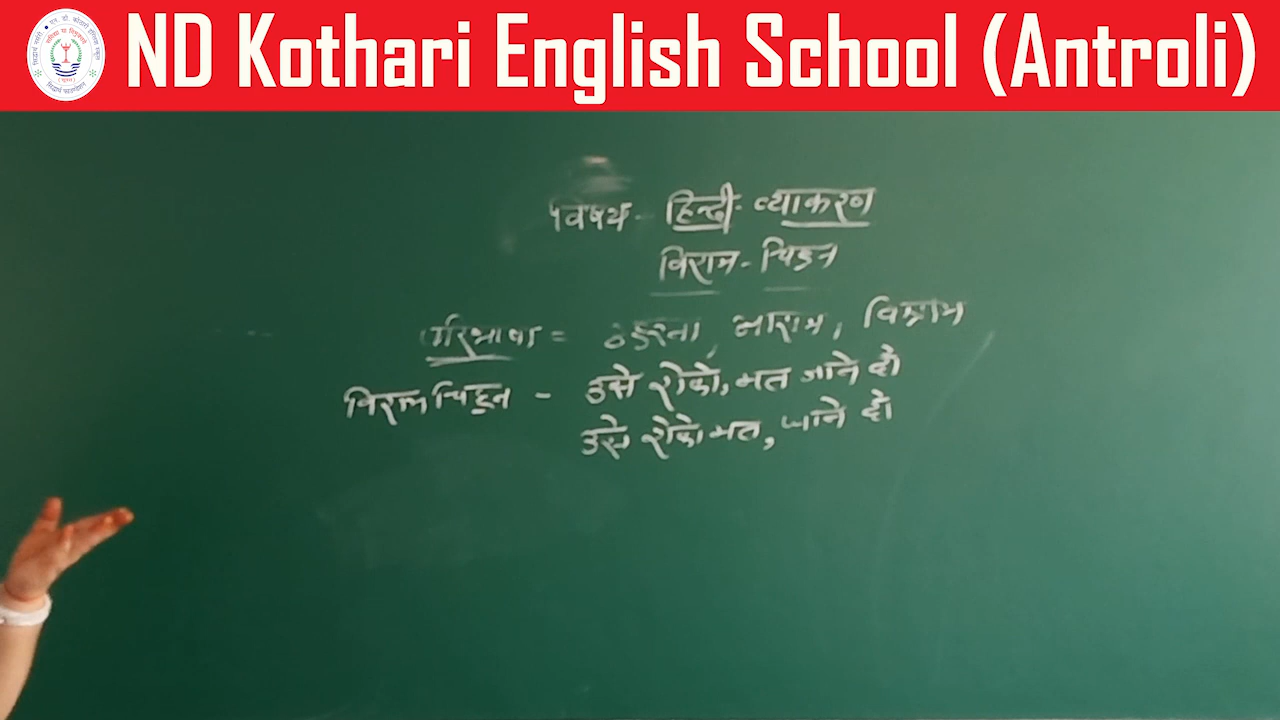 ND Kothari English School (Antroli)
विषय - हिन्दी व्याकरण
विराम - चिह्न
परिभाषा = ठहरना, आराम, विश्राम
विराम चिह्न - उसे रोको, मत जाने दो
उसे रोको मत, जाने दो